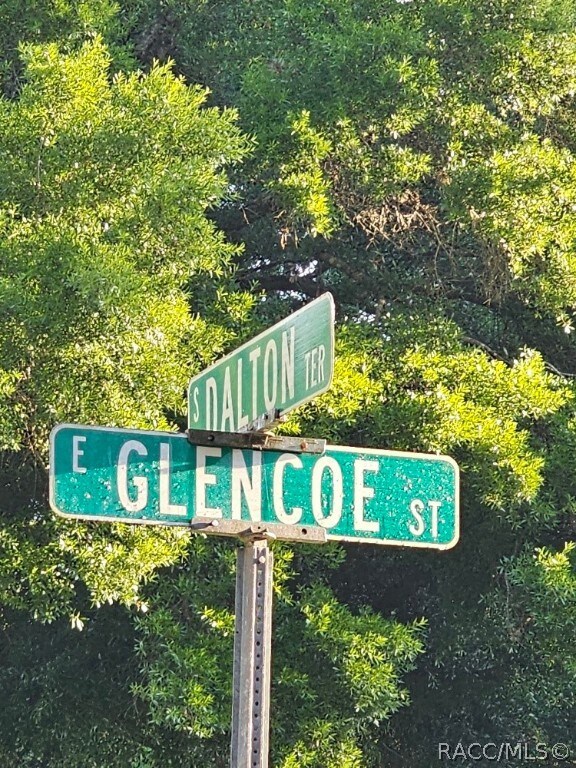 S DALTON TER
E GLENCOE ST
RACC/MLS©